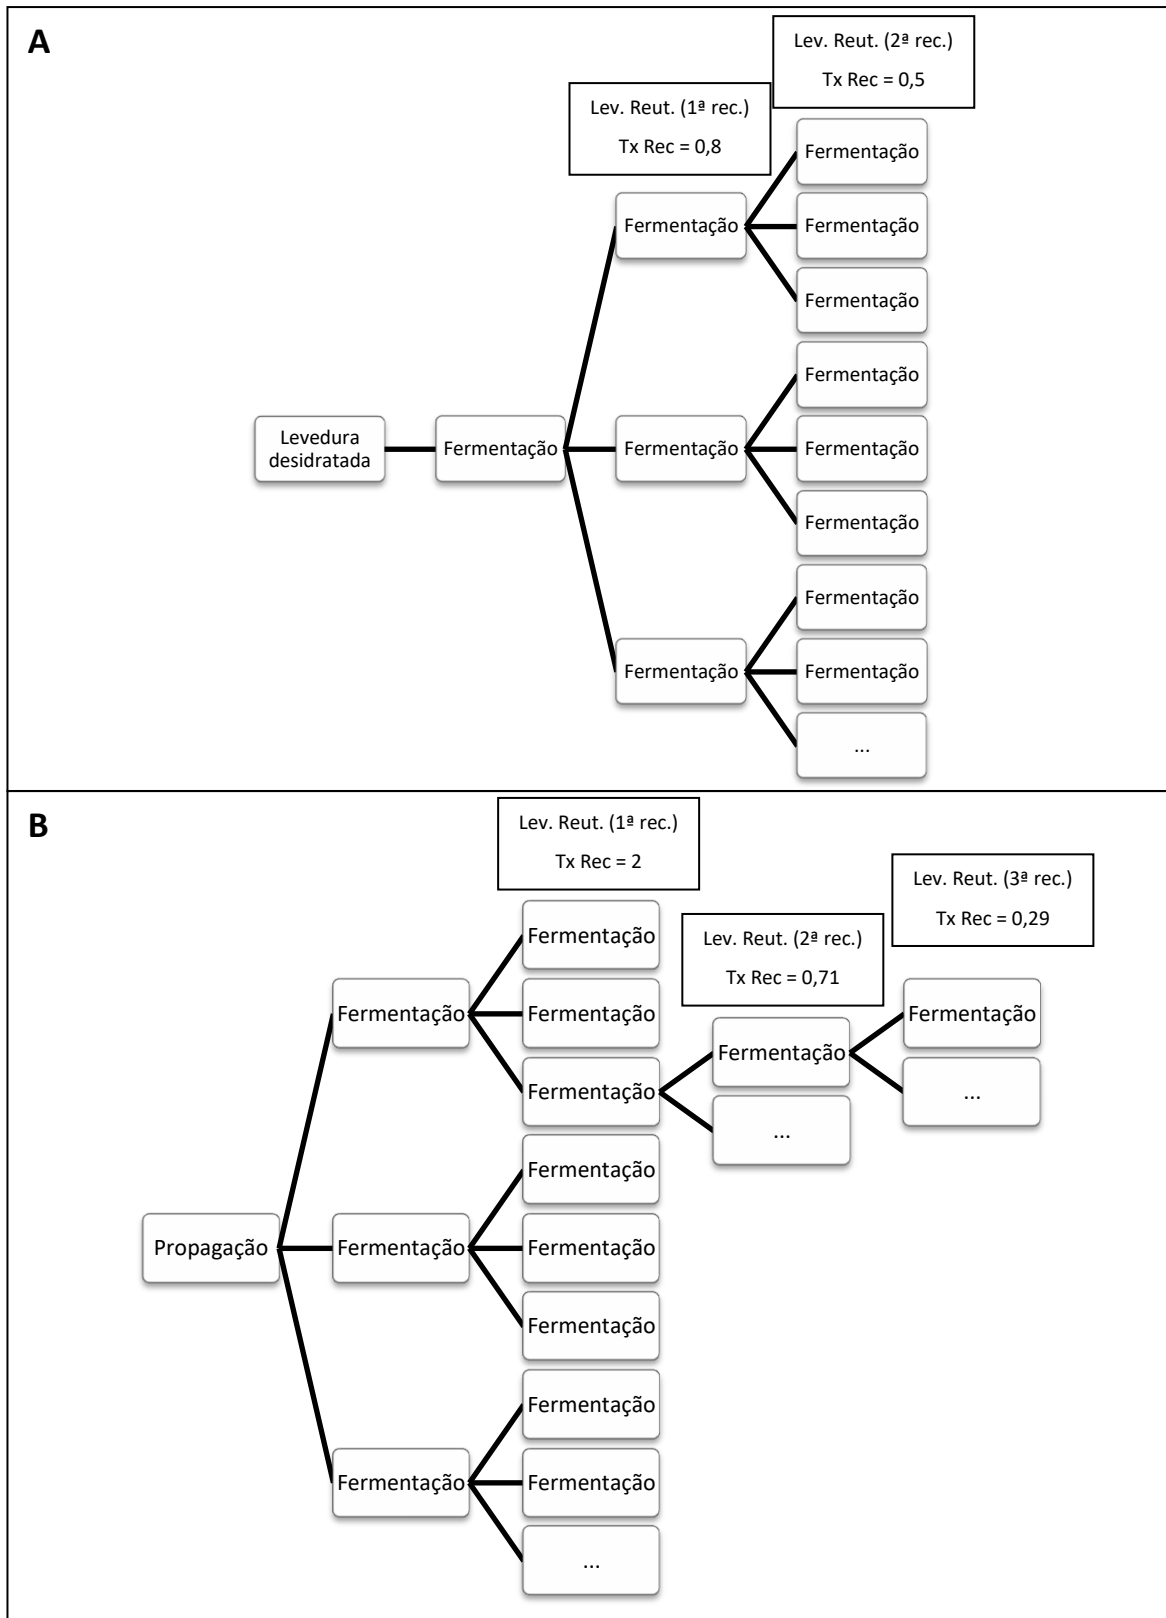 A
Lev. Reut. (2ª rec.)
Tx Rec = 0,5
Lev. Reut. (1ª rec.)
Tx Rec = 0,8
Fermentação
Fermentação
Fermentação
Fermentação
Fermentação
Levedura
desidratada
Fermentação
Fermentação
Fermentação
Fermentação
Fermentação
Fermentação
Fermentação
...
B
Lev. Reut. (1ª rec.)
Tx Rec = 2
Lev. Reut. (3ª rec.)
Tx Rec = 0,29
Lev. Reut. (2ª rec.)
Tx Rec = 0,71
Fermentação
Fermentação
Fermentação
Fermentação
Fermentação
Fermentação
Fermentação
...
...
Fermentação
Propagação
Fermentação
Fermentação
Fermentação
Fermentação
Fermentação
Fermentação
...